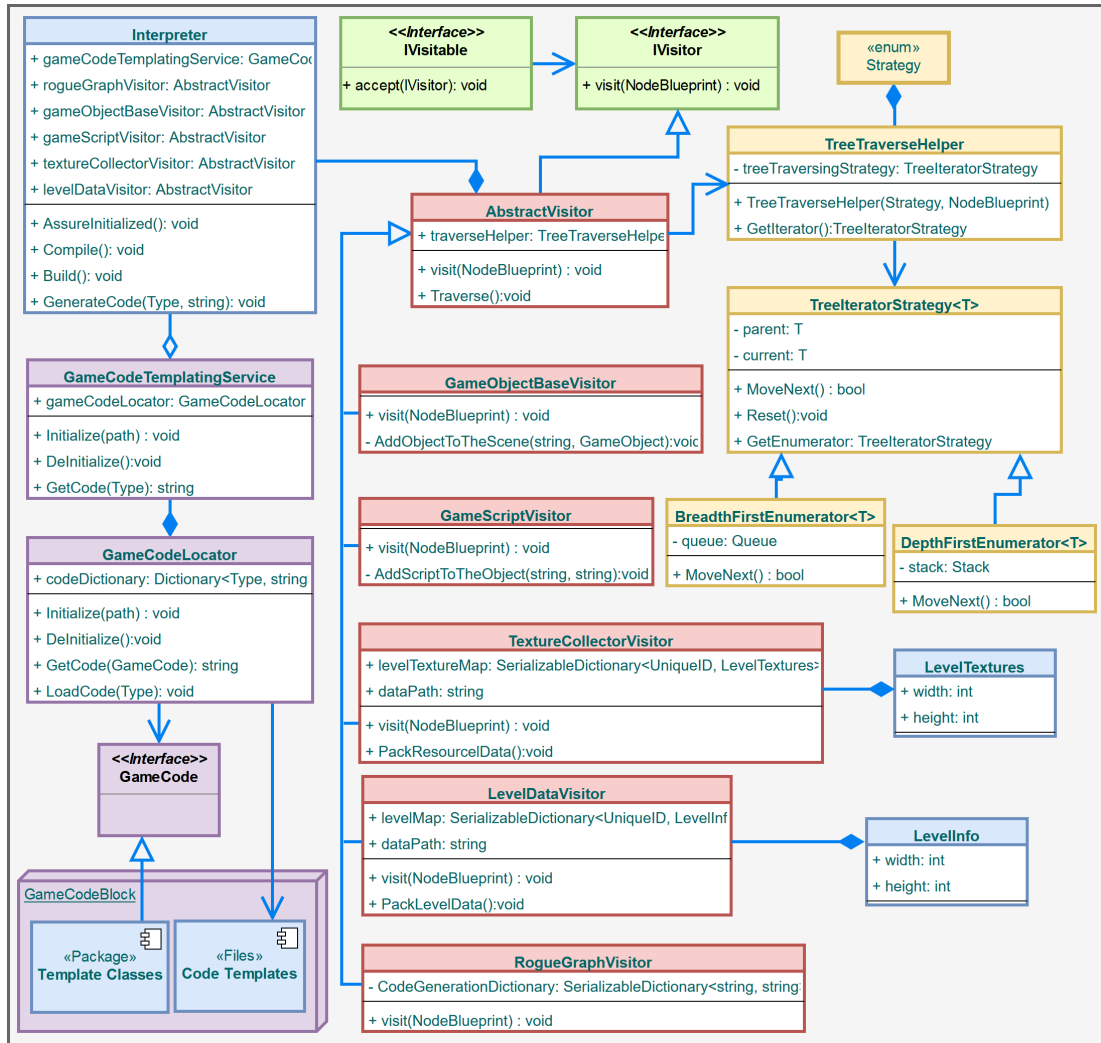 Interpreter
+ gameCodeTemplatingService: GameCo
+ rogueGraphVisitor: AbstractVisitor
+ gameObjectBaseVisitor: AbstractVisitor
+ gameScriptVisitor: AbstractVisitor
+ textureCollectorVisitor: AbstractVisitor
+ levelDataVisitor: AbstractVisitor
+ AssureInitialized(): void
+ Compile(): void
+ Build(): void
+ GenerateCode(Type, string): void
<<Interface>>
IVisitable
+ accept(IVisitor): void
<<Interface>>
IVisitor
+ visit(NodeBlueprint) : void
«enum»
Strategy
TreeTraverseHelper
- treeTraversingStrategy: TreeIteratorStrategy
+ TreeTraverseHelper(Strategy, NodeBlueprint)
+ GetIterator():TreeIteratorStrategy
AbstractVisitor
+ traverseHelper: TreeTraverseHelpe
+ visit(NodeBlueprint) : void
+ Traverse():void
TreeIteratorStrategy<T>
- parent: T
- current: T
+ MoveNext() : bool
+ Reset():void
+ GetEnumerator: TreeIteratorStrategy
GameCodeTemplatingService
+ gameCodeLocator: GameCodeLocator
+ Initialize(path) : void
+ DeInitialize():void
+ GetCode(Type): string
GameObjectBaseVisitor
+ visit(NodeBlueprint) : void
- AddObjectToTheScene(string, GameObject):void
BreadthFirstEnumerator<T>
- queue: Queue
+ MoveNext() : bool
DepthFirstEnumerator<T>
- stack: Stack
+ MoveNext() : bool
GameScriptVisitor
+ visit(NodeBlueprint) : void
- AddScriptToTheObject(string, string):void
GameCodeLocator
+ codeDictionary: Dictionary<Type, string
+ Initialize(path) : void
+ DeInitialize():void
+ GetCode(GameCode): string
+ LoadCode(Type): void
TextureCollectorVisitor
+ levelTextureMap: SerializableDictionary<UniqueID, LevelTextures>
+ dataPath: string
+ visit(NodeBlueprint) : void
+ PackResourcelData():void
LevelTextures
+ width: int
+ height: int
<<Interface>>
GameCode
LevelDataVisitor
+ levelMap: SerializableDictionary<UniqueID, LevelInf
+ dataPath: string
+ visit(NodeBlueprint) : void
+ PackLevelData():void
LevelInfo
+ width: int
+ height: int
GameCodeBlock
«Package»
Template Classes
«Files»
Code Templates
RogueGraphVisitor
- CodeGenerationDictionary: SerializableDictionary<string, string
+ visit(NodeBlueprint) : void